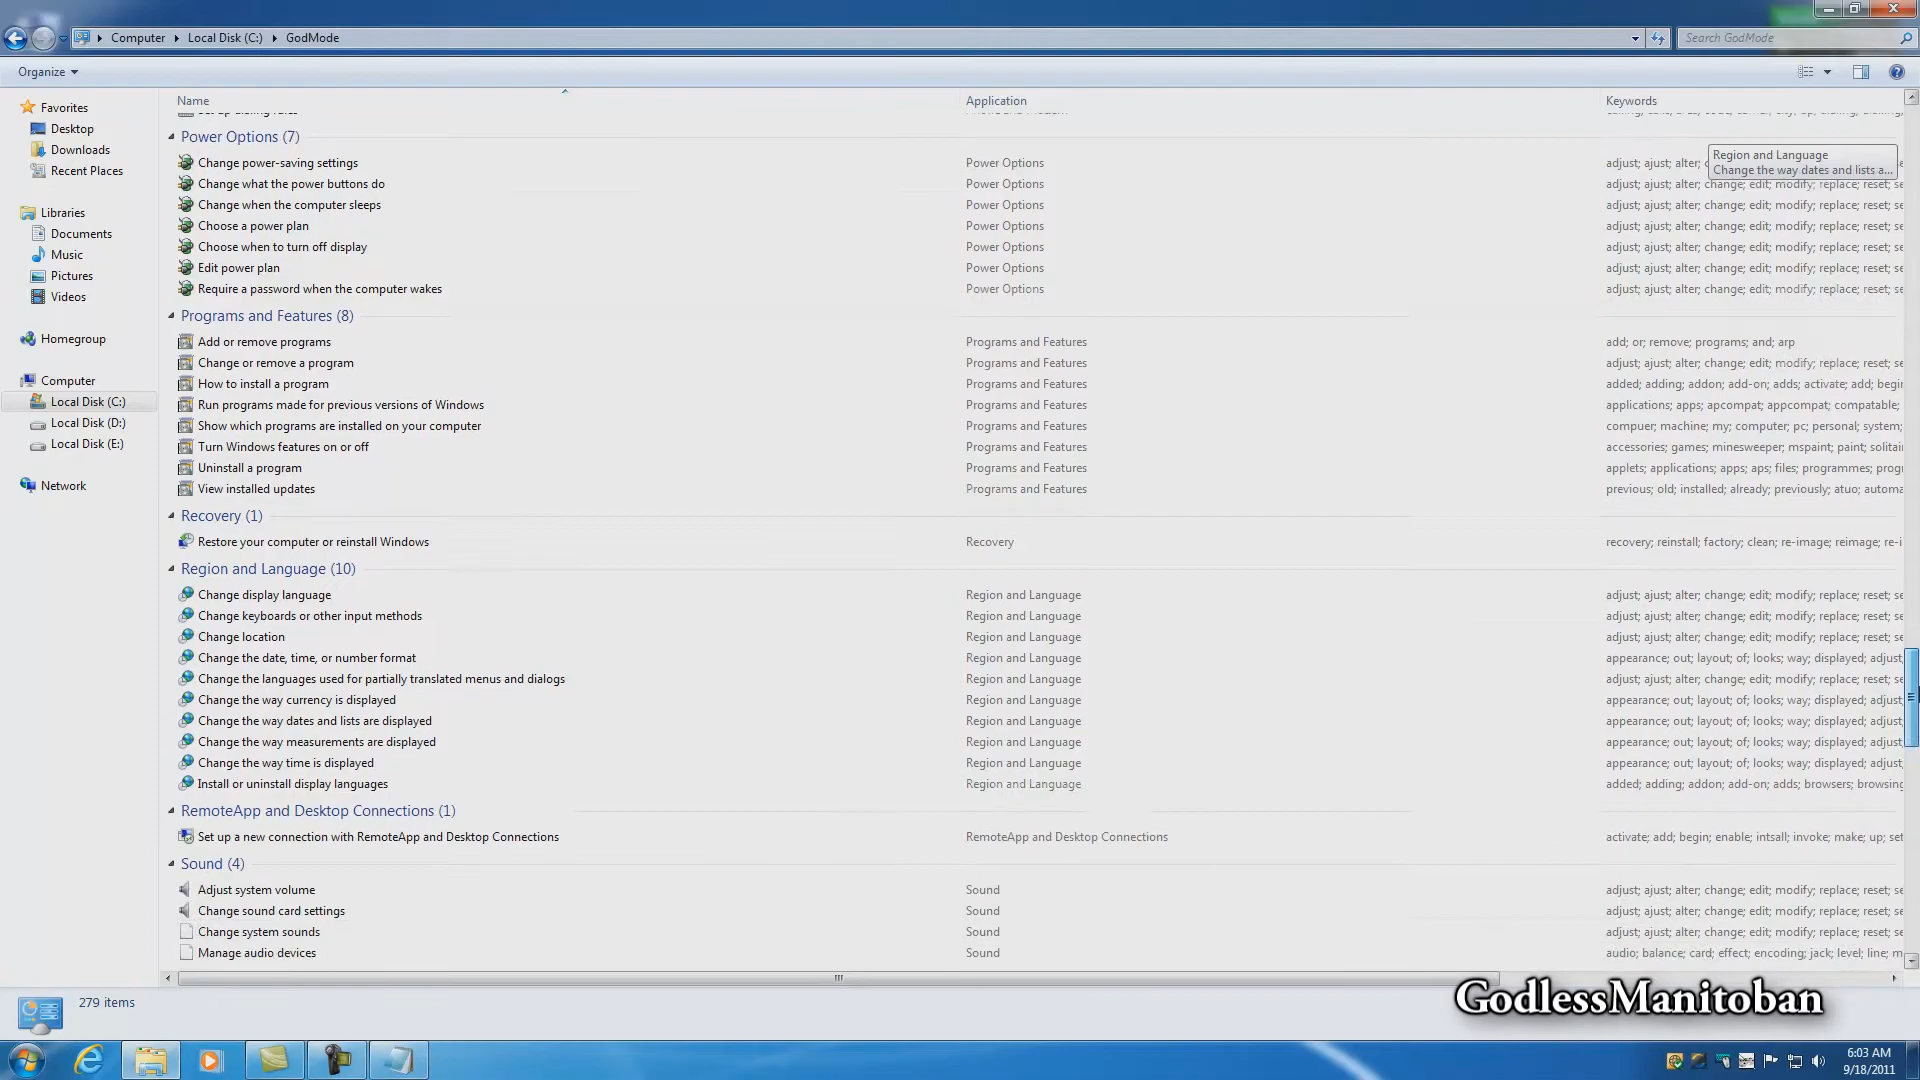 Computer Local Disk (C:) GodMode
Search GodMode
Organize
Name Application Keywords
Favorites
Desktop
Downloads
Recent Places
Libraries
Documents
Music
Pictures
Videos
Homegroup
Computer
Local Disk (C:)
Local Disk (D:)
Local Disk (E:)
Network
Power Options (7)
Region and Language
Change the way dates and lists a...
Change power-saving settings Power Options adjust; ajust; alter;
Change what the power buttons do Power Options adjust; ajust; alter; change; edit; modify; replace; reset; se
Change when the computer sleeps Power Options adjust; ajust; alter; change; edit; modify; replace; reset; se
Choose a power plan Power Options adjust; ajust; alter; change; edit; modify; replace; reset; se
Choose when to turn off display Power Options adjust; ajust; alter; change; edit; modify; replace; reset; se
Edit power plan Power Options adjust; ajust; alter; change; edit; modify; replace; reset; se
Require a password when the computer wakes Power Options adjust; ajust; alter; change; edit; modify; replace; reset; se
Programs and Features (8)
Add or remove programs Programs and Features add; or; remove; programs; and; arp
Change or remove a program Programs and Features adjust; ajust; alter; change; edit; modify; replace; reset; se
How to install a program Programs and Features added; adding; addon; add-on; adds; activate; add; begin
Run programs made for previous versions of Windows Programs and Features applications; apps; apcompat; appcompat; compatable;
Show which programs are installed on your computer Programs and Features compuer; machine; my; computer; pc; personal; system;
Turn Windows features on or off Programs and Features accessories; games; minesweeper; mspaint; paint; solitai
Uninstall a program Programs and Features applets; applications; apps; aps; files; programmes; progr
View installed updates Programs and Features previous; old; installed; already; previously; atuo; automa
Recovery (1)
Restore your computer or reinstall Windows Recovery recovery; reinstall; factory; clean; re-image; reimage; re-i
Region and Language (10)
Change display language Region and Language adjust; ajust; alter; change; edit; modify; replace; reset; se
Change keyboards or other input methods Region and Language adjust; ajust; alter; change; edit; modify; replace; reset; se
Change location Region and Language adjust; ajust; alter; change; edit; modify; replace; reset; se
Change the date, time, or number format Region and Language appearance; out; layout; of; looks; way; displayed; adjust;
Change the languages used for partially translated menus and dialogs Region and Language adjust; ajust; alter; change; edit; modify; replace; reset; se
Change the way currency is displayed Region and Language appearance; out; layout; of; looks; way; displayed; adjust;
Change the way dates and lists are displayed Region and Language appearance; out; layout; of; looks; way; displayed; adjust;
Change the way measurements are displayed Region and Language appearance; out; layout; of; looks; way; displayed; adjust;
Change the way time is displayed Region and Language appearance; out; layout; of; looks; way; displayed; adjust;
Install or uninstall display languages Region and Language added; adding; addon; add-on; adds; browsers; browsing
RemoteApp and Desktop Connections (1)
Set up a new connection with RemoteApp and Desktop Connections RemoteApp and Desktop Connections activate; add; begin; enable; intsall; invoke; make; up; set
Sound (4)
Adjust system volume Sound adjust; ajust; alter; change; edit; modify; replace; reset; se
Change sound card settings Sound adjust; ajust; alter; change; edit; modify; replace; reset; se
Change system sounds Sound adjust; ajust; alter; change; edit; modify; replace; reset; se
Manage audio devices Sound audio; balance; card; effect; encoding; jack; level; line; m
279 items
GodlessManitoban
6:03 AM
9/18/2011